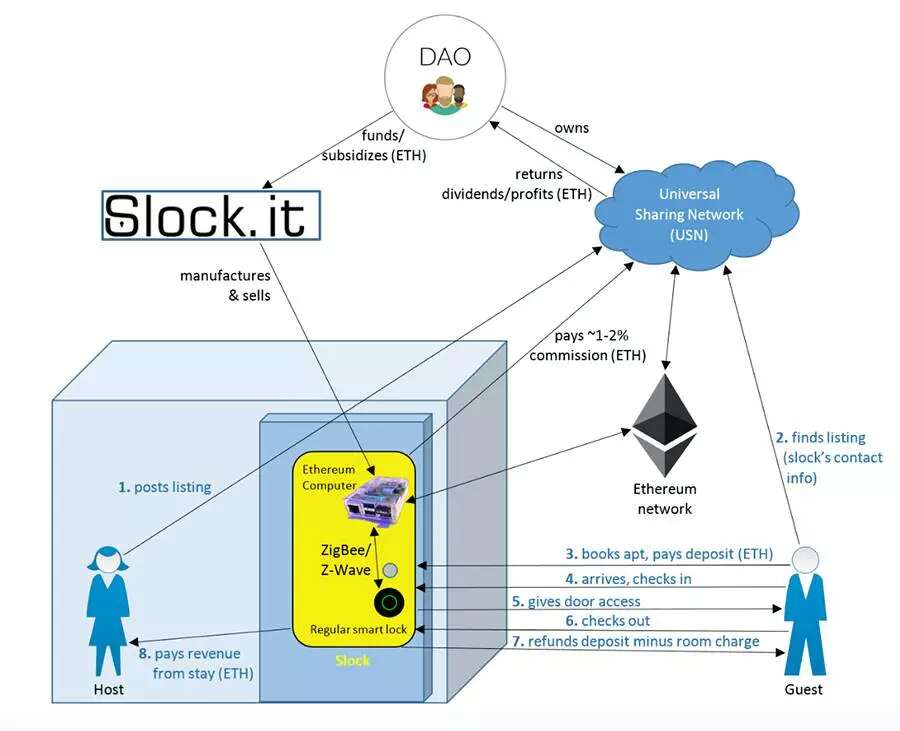 DAO
funds/
subsidizes (ETH)
owns
returns
dividends/profits (ETH)
Universal
Sharing Network
(USN)
Slock.it
manufactures
& sells
pays ~1-2%
commission (ETH)
Ethereum
network
2. finds listing
(slock's contact
info)
1. posts listing
Ethereum
Computer
ZigBee/
Z-Wave
Regular smart lock
Slock
3. books apt, pays deposit (ETH)
4. arrives, checks in
5. gives door access
6. checks out
7. refunds deposit minus room charge
8. pays revenue
from stay (ETH)
Host
Guest